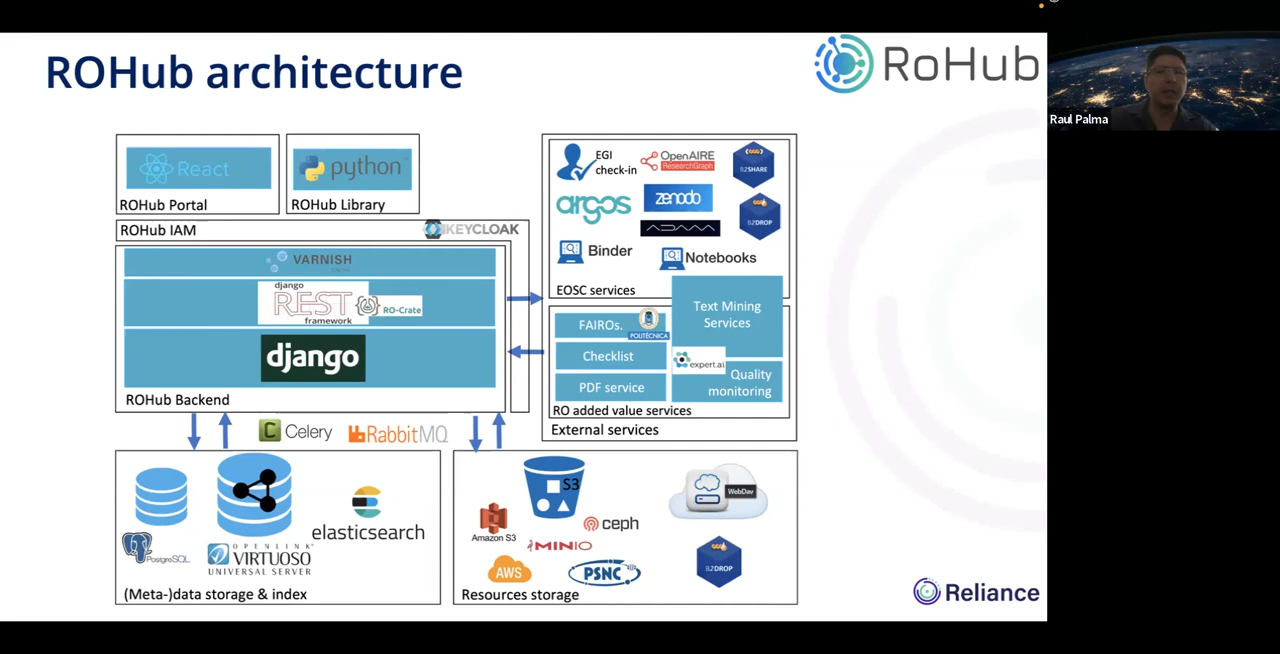 ROHub architecture
RoHub
Raul Palma
React
ROHub Portal
python
ROHub Library
ROHub IAM
KEYCLOAK
VARNISH
django
REST
framework
RO-Crate
django
ROHub Backend
EGI
check-in
OpenAIRE
ResearchGraph
B2SHARE
argos
zenodo
B2DROP
ADAM
Binder
Notebooks
EOSC services
Text Mining
Services
FAIROs.
POLITÉCNICA
Checklist
expert.ai
PDF service
Quality
monitoring
RO added value services
External services
Celery
RabbitMQ
PostgreSQL
OPENLINK
VIRTUOSO
UNIVERSAL SERVER
elasticsearch
(Meta-)data storage & index
S3
Amazon S3
ceph
MINIO
AWS
PSNC
WebDav
B2DROP
Resources storage
Reliance